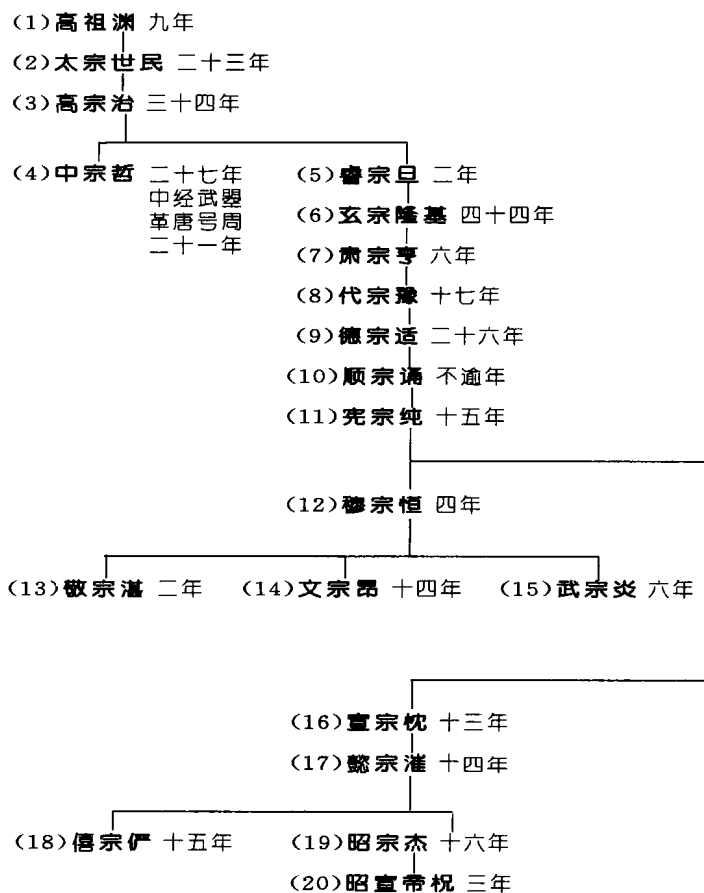 (1)高祖渊 九年
(2)太宗世民 二十三年
(3)高宗治 三十四年
(4)中宗哲 二十七年
中经武曌
革唐号周
二十一年
(5)睿宗旦 二年
(6)玄宗隆基 四十四年
(7)肃宗亨 六年
(8)代宗豫 十七年
(9)德宗适 二十六年
(10)顺宗诵 不逾年
(11)宪宗纯 十五年
(12)穆宗恒 四年
(13)敬宗湛 二年
(14)文宗昂 十四年
(15)武宗炎 六年
(16)宣宗忱 十三年
(17)懿宗漼 十四年
(18)僖宗俨 十五年
(19)昭宗杰 十六年
(20)昭宣帝柷 三年